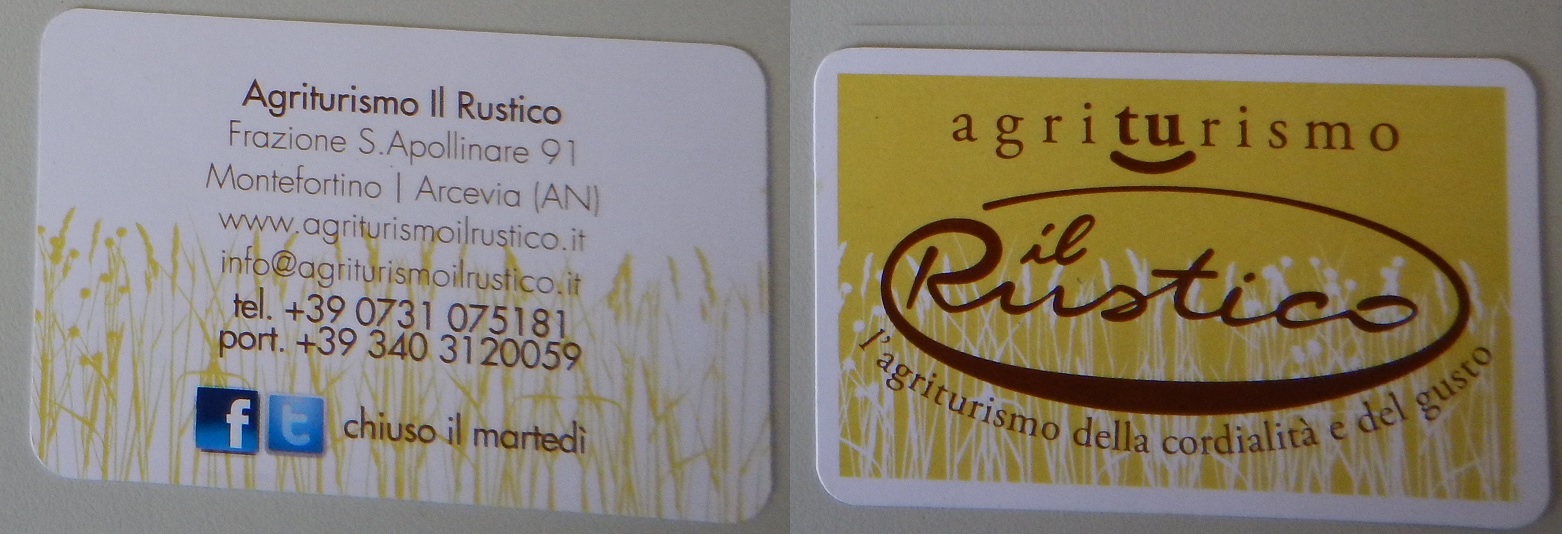 Agriturismo Il Rustico
Frazione S.Apollinare 91
Montefortino | Arcevia (AN)
www.agriturismoilrustico.it
info@agriturismoilrustico.it
tel. +39 0731 075181
port. +39 340 3120059
f t chiuso il martedì
agriturismo
il
Rustico
l'agriturismo della cordialità e del gusto